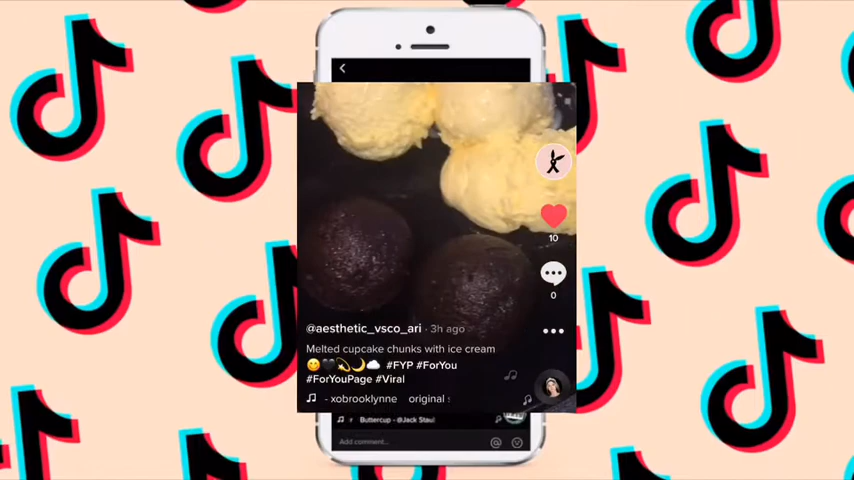 10
0
@aesthetic_vsco_ari · 3h ago
Melted cupcake chunks with ice cream
😋🖤💫🌙☁️ #FYP #ForYou
#ForYouPage #Viral
- xobrooklynne original
Buttercup - @Jack Stau
Add comment...